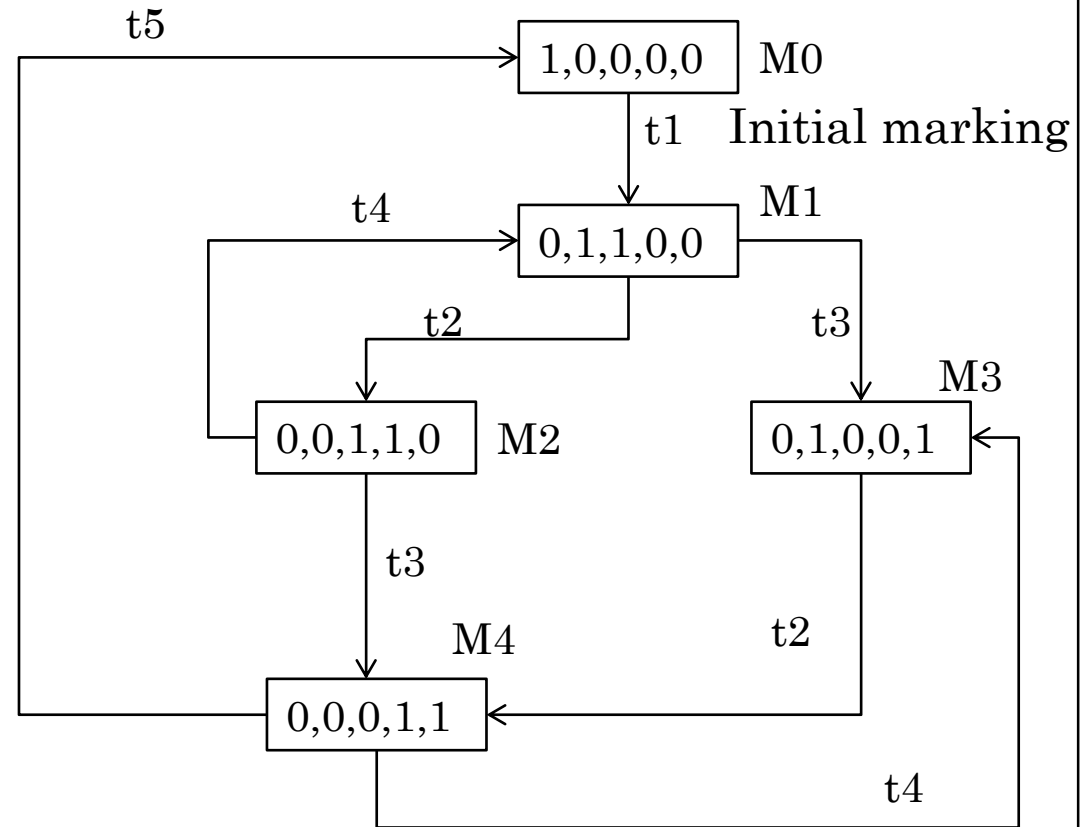 t5
1,0,0,0,0 M0
t1 Initial marking
M1
t4
0,1,1,0,0
t2 t3
M3
0,0,1,1,0 M2 0,1,0,0,1
t3
M4 t2
0,0,0,1,1
t4